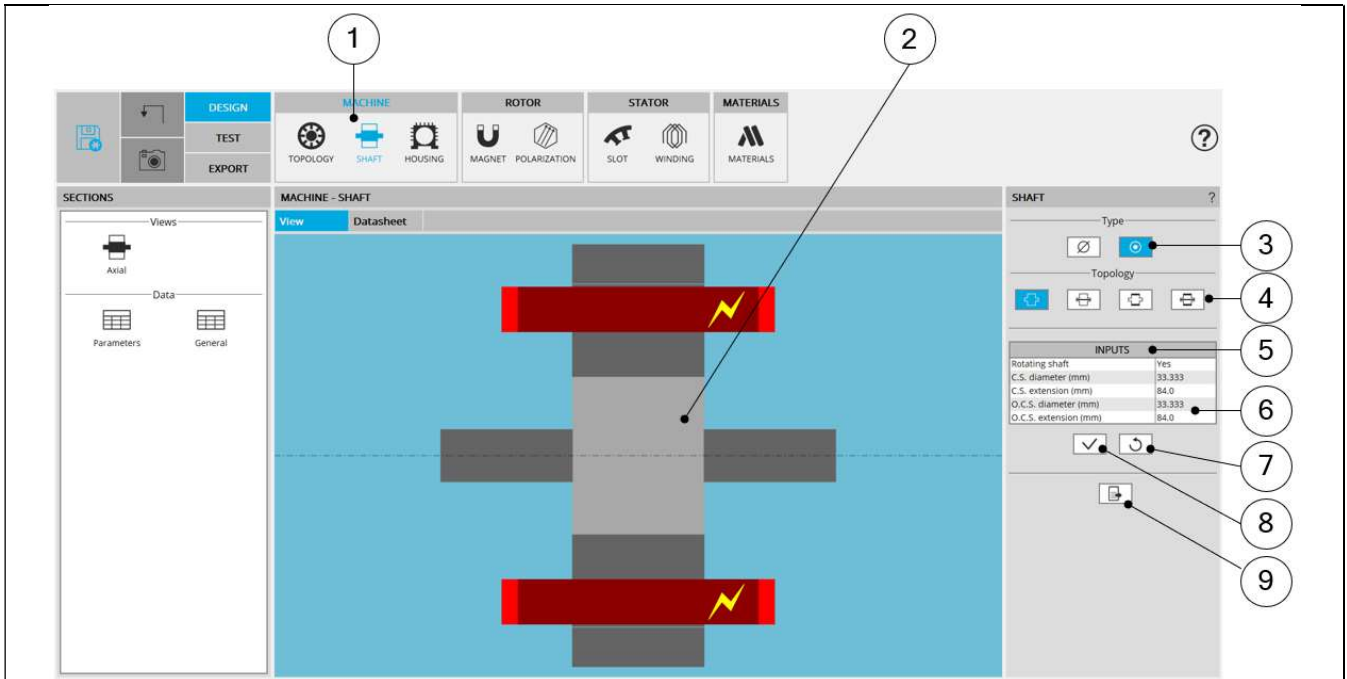 1
2
DESIGN
TEST
EXPORT
MACHINE
ROTOR
STATOR
MATERIALS
TOPOLOGY
SHAFT
HOUSING
MAGNET
POLARIZATION
SLOT
WINDING
MATERIALS
?
SECTIONS
MACHINE - SHAFT
SHAFT
?
Views
Axial
Data
Parameters
General
View
Datasheet
Type
3
Topology
4
INPUTS
5
Rotating shaft Yes
C.S. diameter (mm) 33.333
C.S. extension (mm) 84.0
O.C.S. diameter (mm) 33.333
O.C.S. extension (mm) 84.0
6
7
8
9